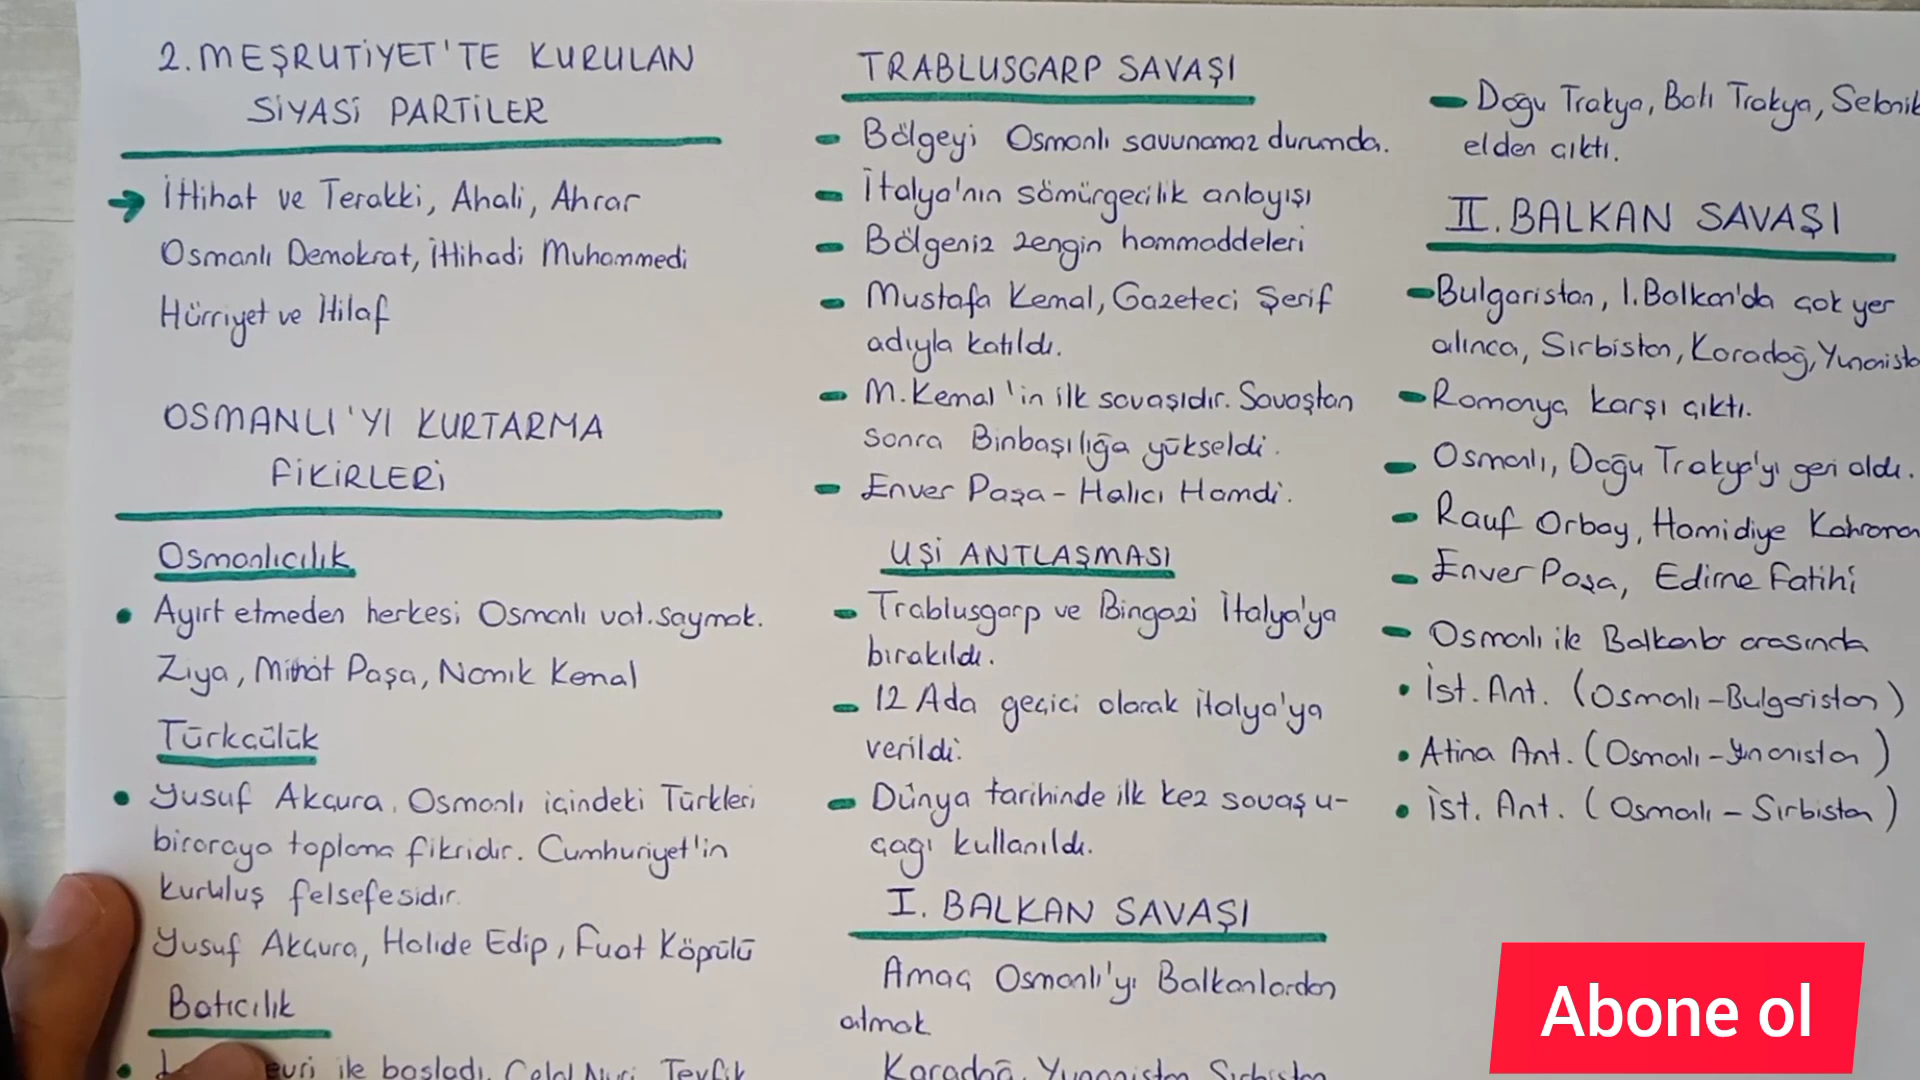 2. MEŞRUTİYET'TE KURULAN
SİYASİ PARTİLER
İttihat ve Terakki, Ahali, Ahrar
Osmanlı Demokrat, İttihadi Muhammedi
Hürriyet ve İtilaf
OSMANLI'YI KURTARMA
FİKİRLERİ
Osmanlıcılık
Ayırt etmeden herkesi Osmanlı vat. saymak.
Ziya, Mithat Paşa, Namık Kemal
Türkçülük
Yusuf Akçura. Osmanlı içindeki Türkleri
biraraya toplama fikridir. Cumhuriyet'in
kuruluş felsefesidir.
Yusuf Akçura, Halide Edip, Fuat Köprülü
Batıcılık
evri ile başladı. Celal Nuri, Tevfik
TRABLUSGARP SAVAŞI
Bölgeyi Osmanlı savunamaz durumda.
İtalya'nın sömürgecilik anlayışı
Bölgeniz zengin hammaddeleri
Mustafa Kemal, Gazeteci Şerif
adıyla katıldı.
M. Kemal'in ilk savaşıdır. Savaştan
sonra Binbaşılığa yükseldi.
Enver Paşa - Halıcı Hamdi.
UŞİ ANTLAŞMASI
Trablusgarp ve Bingazi İtalya'ya
bırakıldı.
12 Ada geçici olarak İtalya'ya
verildi.
Dünya tarihinde ilk kez savaş u-
çağı kullanıldı.
I. BALKAN SAVAŞI
Amaç Osmanlı'yı Balkanlardan
atmak
Karadağ, Yunanistan, Sırbistan
Doğu Trakya, Batı Trakya, Selanik
elden çıktı.
II. BALKAN SAVAŞI
Bulgaristan, 1. Balkan'da çok yer
alınca, Sırbistan, Karadağ, Yunanista
Romanya karşı çıktı.
Osmanlı, Doğu Trakya'yı geri aldı.
Rauf Orbay, Hamidiye Kahraman
Enver Paşa, Edirne Fatihi
Osmanlı ile Balkanlar arasında
İst. Ant. (Osmanlı - Bulgaristan)
Atina Ant. (Osmanlı - Yunanistan)
İst. Ant. (Osmanlı - Sırbistan)
Abone ol